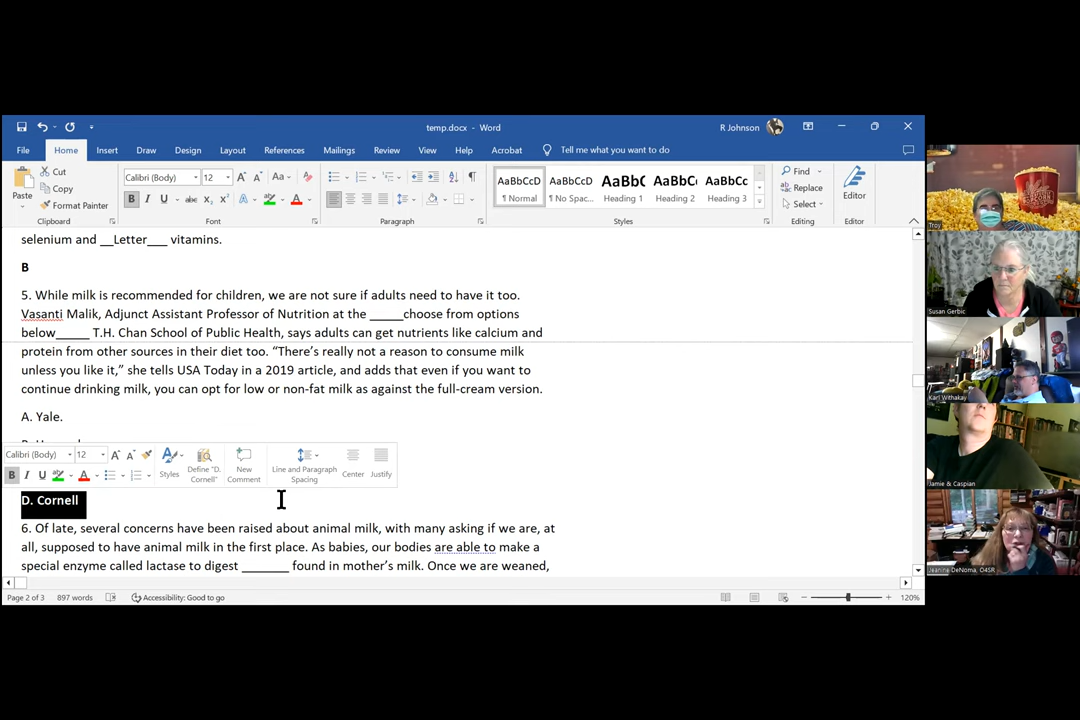 temp.docx - Word
R Johnson
File Home Insert Draw Design Layout References Mailings Review View Help Acrobat Tell me what you want to do
Paste
Cut
Copy
Format Painter
Clipboard
Calibri (Body) 12
Font
Paragraph
AaBbCcD AaBbCcD AaBbC AaBbCc AaBbCc
¶ Normal ¶ No Spac... Heading 1 Heading 2 Heading 3
Styles
Find
Replace
Select
Editing
Editor
Editor
selenium and __Letter___ vitamins.
B
5. While milk is recommended for children, we are not sure if adults need to have it too.
Vasanti Malik, Adjunct Assistant Professor of Nutrition at the _____choose from options
below_____ T.H. Chan School of Public Health, says adults can get nutrients like calcium and
protein from other sources in their diet too. “There’s really not a reason to consume milk
unless you like it,” she tells USA Today in a 2019 article, and adds that even if you want to
continue drinking milk, you can opt for low or non-fat milk as against the full-cream version.
A. Yale.
Calibri (Body) 12
Styles
Define "D. Cornell"
New Comment
Line and Paragraph Spacing
Center
Justify
D. Cornell
6. Of late, several concerns have been raised about animal milk, with many asking if we are, at
all, supposed to have animal milk in the first place. As babies, our bodies are able to make a
special enzyme called lactase to digest _______ found in mother’s milk. Once we are weaned,
Page 2 of 3 897 words Accessibility: Good to go 120%
Troy
Susan Gerbic
Karl Withakay
Jamie & Caspian
Jeanine DeNoma, O4SR